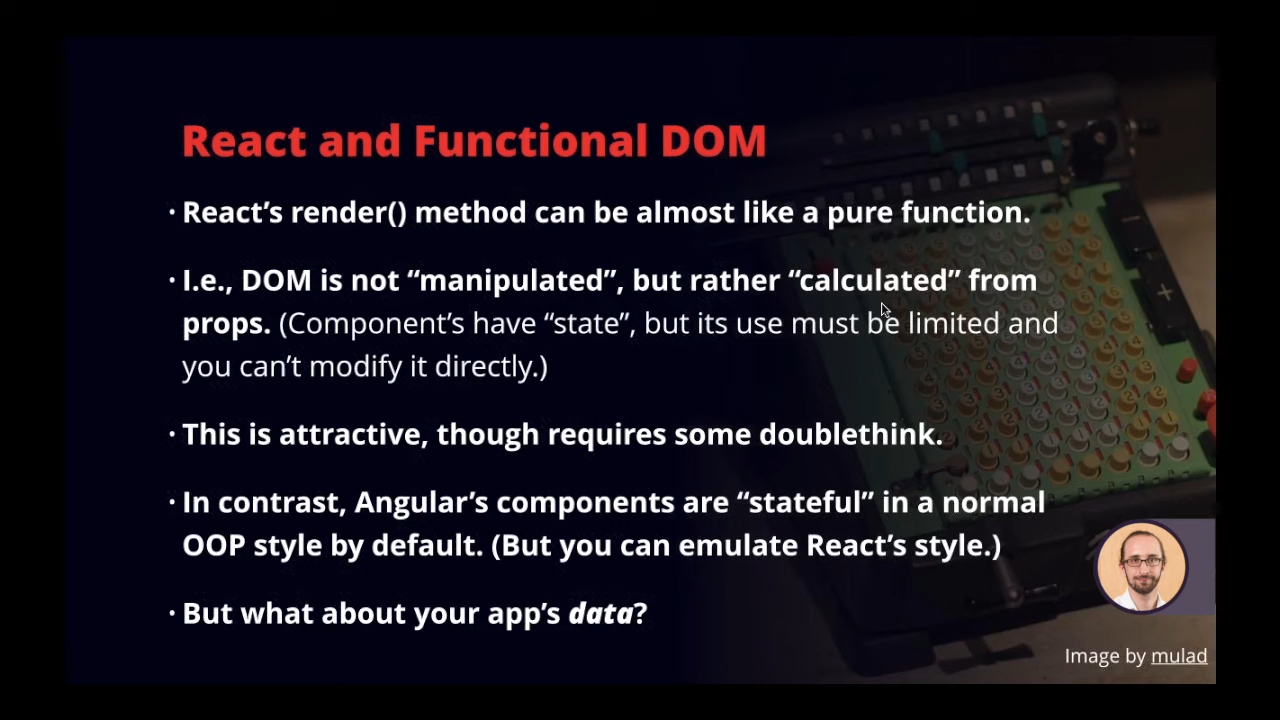 React and Functional DOM
· React’s render() method can be almost like a pure function.
· I.e., DOM is not “manipulated”, but rather “calculated” from
props. (Component’s have “state”, but its use must be limited and
you can’t modify it directly.)
· This is attractive, though requires some doublethink.
· In contrast, Angular’s components are “stateful” in a normal
OOP style by default. (But you can emulate React’s style.)
· But what about your app’s data?
Image by mulad